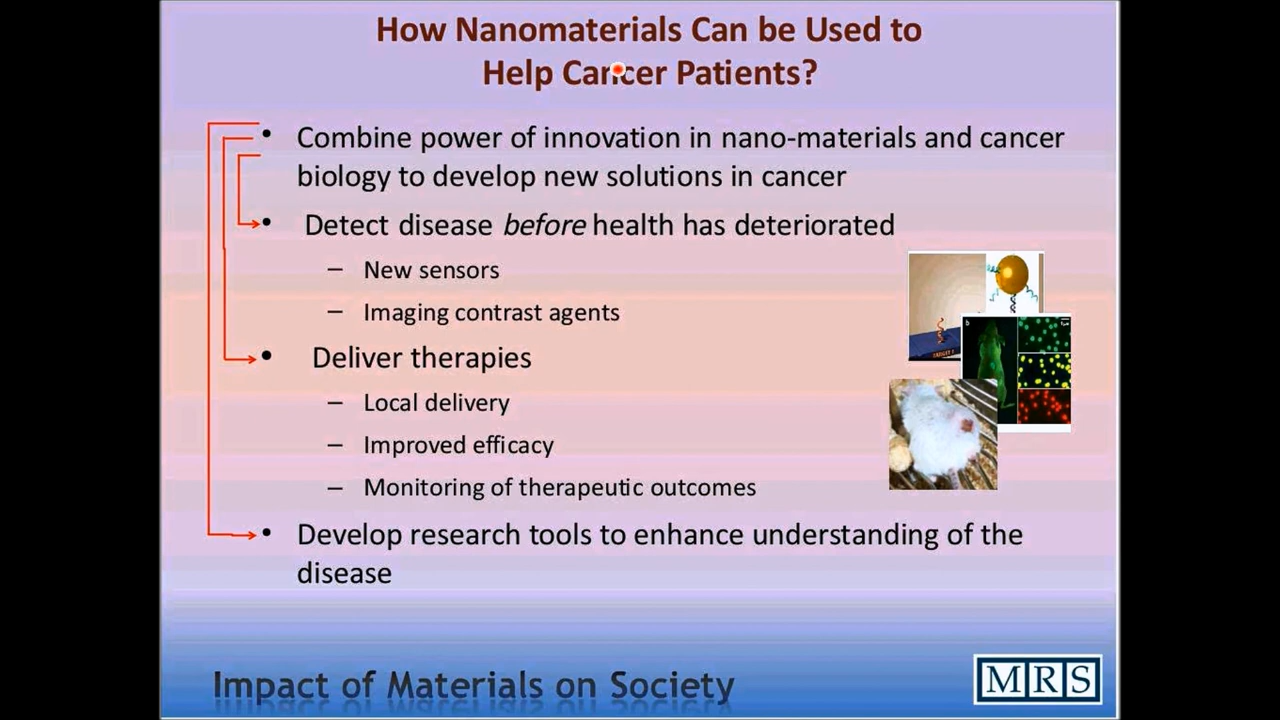 How Nanomaterials Can be Used to
Help Cancer Patients?
• Combine power of innovation in nano-materials and cancer
biology to develop new solutions in cancer
• Detect disease before health has deteriorated
– New sensors
– Imaging contrast agents
• Deliver therapies
– Local delivery
– Improved efficacy
– Monitoring of therapeutic outcomes
• Develop research tools to enhance understanding of the
disease
TARGET
b
Impact of Materials on Society
MRS